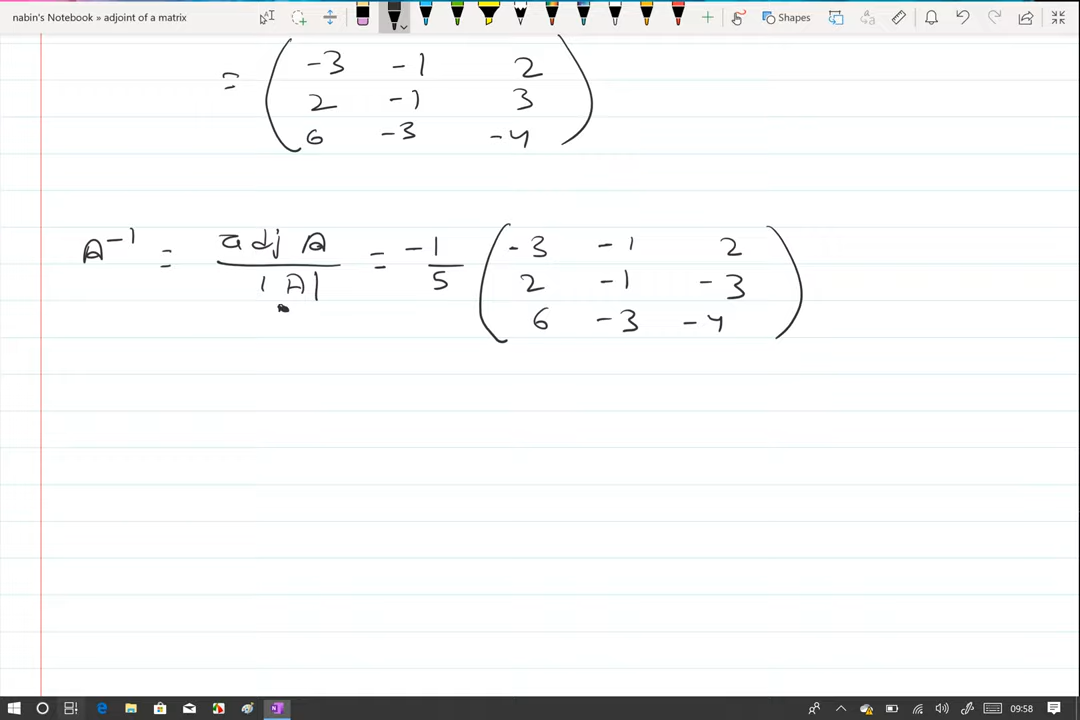 nabin's Notebook » adjoint of a matrix
Shapes
-3 -1 2
= 2 -1 3
6 -3 -4
A⁻¹ = adj A / |A| = -1/5 ( -3 -1 2
2 -1 -3
6 -3 -4 )
09:58